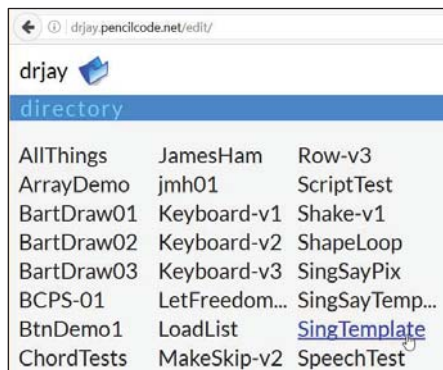 drjay.pencilcode.net/edit/
drjay
directory
AllThings JamesHam Row-v3
ArrayDemo jmh01 ScriptTest
BartDraw01 Keyboard-v1 Shake-v1
BartDraw02 Keyboard-v2 ShapeLoop
BartDraw03 Keyboard-v3 SingSayPix
BCPS-01 LetFreedom... SingSayTemp...
BtnDemo1 LoadList SingTemplate
ChordTests MakeSkip-v2 SpeechTest